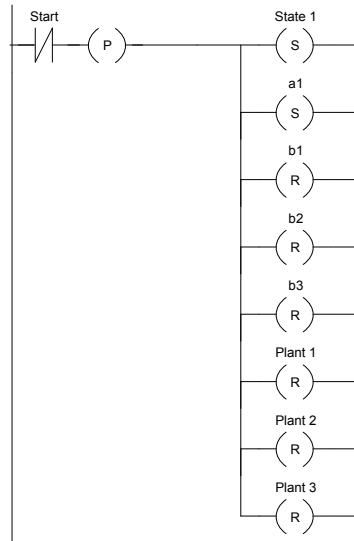 Start
State 1
P
S
a1
S
b1
R
b2
R
b3
R
Plant 1
R
Plant 2
R
Plant 3
R